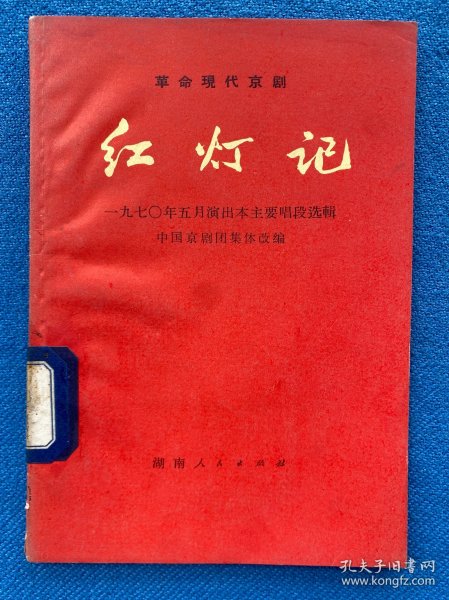 革命現代京剧
红灯记
一九七〇年五月演出本主要唱段选輯
中国京剧团集体改编
湖南人民出版社
孔夫子旧书网
www.kongfz.com